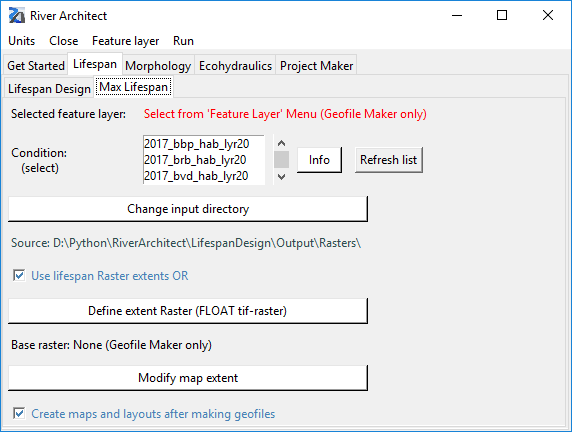 River Architect
Units Close Feature layer Run
Get Started Lifespan Morphology Ecohydraulics Project Maker
Lifespan Design Max Lifespan
Selected feature layer: Select from 'Feature Layer' Menu (Geofile Maker only)
Condition:
(select)
2017_bbp_hab_lyr20
2017_brb_hab_lyr20
2017_bvd_hab_lyr20
Info
Refresh list
Change input directory
Source: D:\Python\RiverArchitect\LifespanDesign\Output\Rasters\
Use lifespan Raster extents OR
Define extent Raster (FLOAT tif-raster)
Base raster: None (Geofile Maker only)
Modify map extent
Create maps and layouts after making geofiles